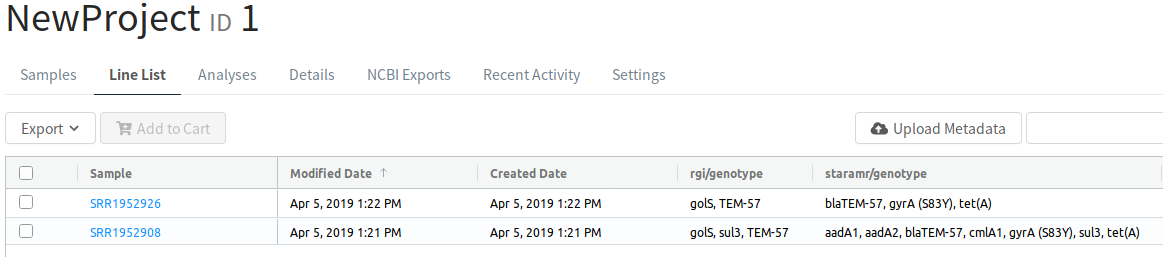 NewProject ID 1
Samples Line List Analyses Details NCBI Exports Recent Activity Settings
Export Add to Cart Upload Metadata
Sample Modified Date ↑ Created Date rgi/genotype staramr/genotype
SRR1952926 Apr 5, 2019 1:22 PM Apr 5, 2019 1:22 PM golS, TEM-57 blaTEM-57, gyrA (S83Y), tet(A)
SRR1952908 Apr 5, 2019 1:21 PM Apr 5, 2019 1:21 PM golS, sul3, TEM-57 aadA1, aadA2, blaTEM-57, cmlA1, gyrA (S83Y), sul3, tet(A)